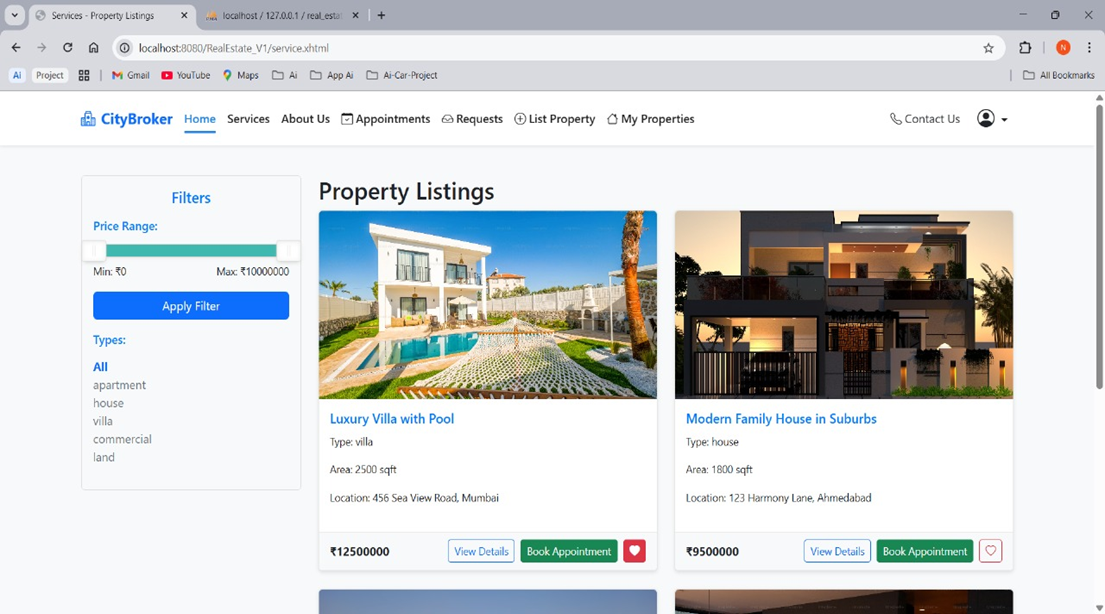 Services - Property Listings
localhost / 127.0.0.1 / real_esta
localhost:8080/RealEstate_V1/service.xhtml
N
Ai
Project
Gmail
YouTube
Maps
Ai
App Ai
Ai-Car-Project
All Bookmarks
CityBroker
Home
Services
About Us
Appointments
Requests
List Property
My Properties
Contact Us
Filters
Price Range:
Min: ₹0
Max: ₹10000000
Apply Filter
Types:
All
apartment
house
villa
commercial
land
Property Listings
Luxury Villa with Pool
Type: villa
Area: 2500 sqft
Location: 456 Sea View Road, Mumbai
₹12500000
View Details
Book Appointment
Modern Family House in Suburbs
Type: house
Area: 1800 sqft
Location: 123 Harmony Lane, Ahmedabad
₹9500000
View Details
Book Appointment